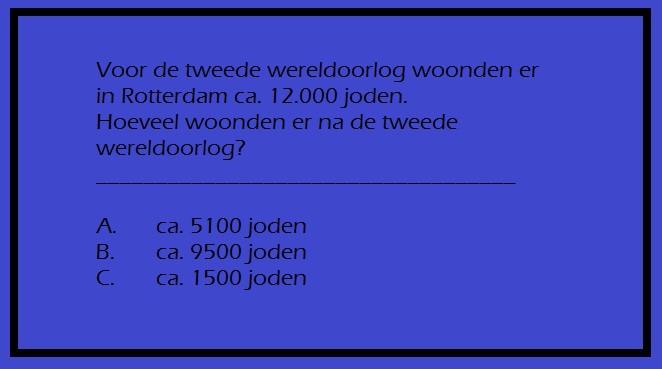 Voor de tweede wereldoorlog woonden er
in Rotterdam ca. 12.000 joden.
Hoeveel woonden er na de tweede
wereldoorlog?
___________________________________
A. ca. 5100 joden
B. ca. 9500 joden
C. ca. 1500 joden